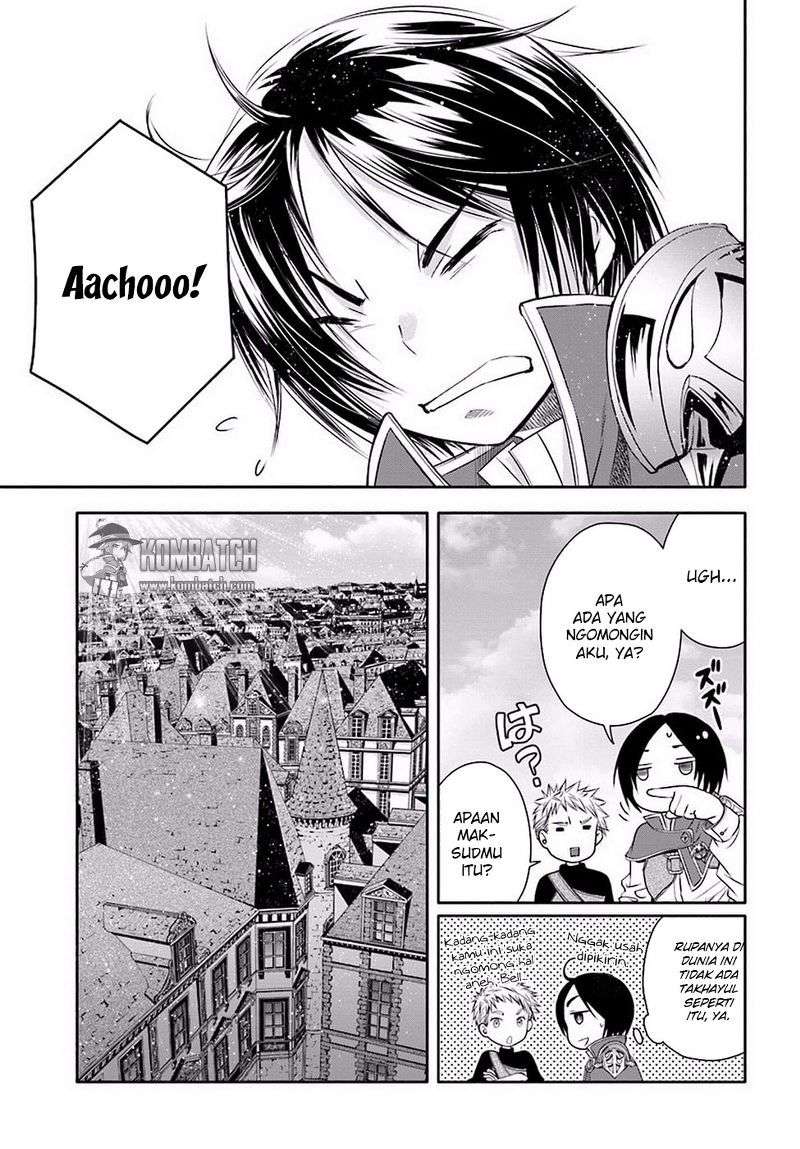 Aachooo!
UGH...
APA
ADA YANG
NGOMONGIN
AKU, YA?
ズズー
は?
APAAN
MAK-
SUDMU
ITU?
KOMBATCH
www.kombatch.com
RUPANYA DI
DUNIA INI
TIDAK ADA
TAKHAYUL
SEPERTI
ITU, YA.
Nggak usah
dipikirin.
Kadang-kadang
kamu ini suka
ngomong hal
aneh, Bell.